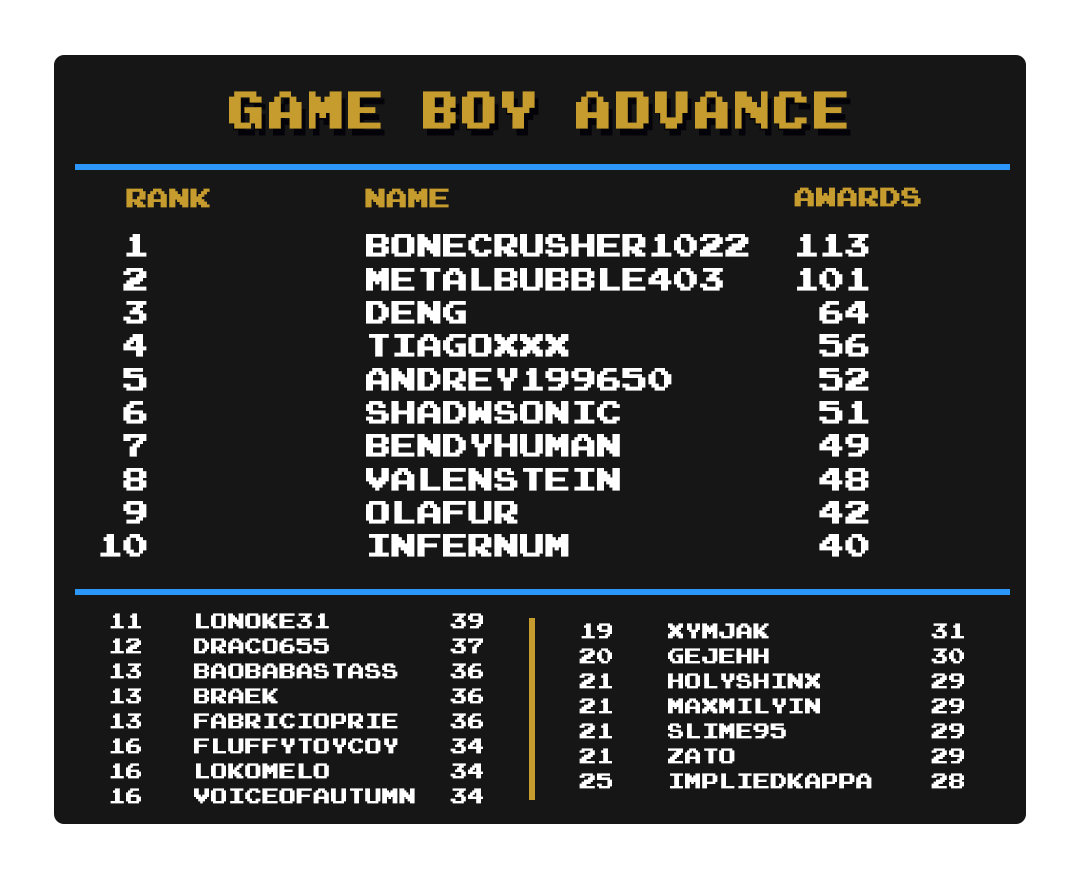 GAME BOY ADVANCE
RANK NAME AWARDS
1 BONECRUSHER1022 113
2 METALBUBBLE403 101
3 DENG 64
4 TIAGOXXX 56
5 ANDREY199650 52
6 SHADWSONIC 51
7 BENDYHUMAN 49
8 VALENSTEIN 48
9 OLAFUR 42
10 INFERNUM 40
11 LONOKE31 39
12 DRACO655 37
13 BAOBABASTASS 36
13 BRAEK 36
13 FABRICIOPRIE 36
16 FLUFFYTOYCOY 34
16 LOKOMELO 34
16 VOICEOFAUTUMN 34
19 XYMJAK 31
20 GEJEHH 30
21 HOLYSHINX 29
21 MAXMILYIN 29
21 SLIME95 29
21 ZATO 29
25 IMPLIEDKAPPA 28